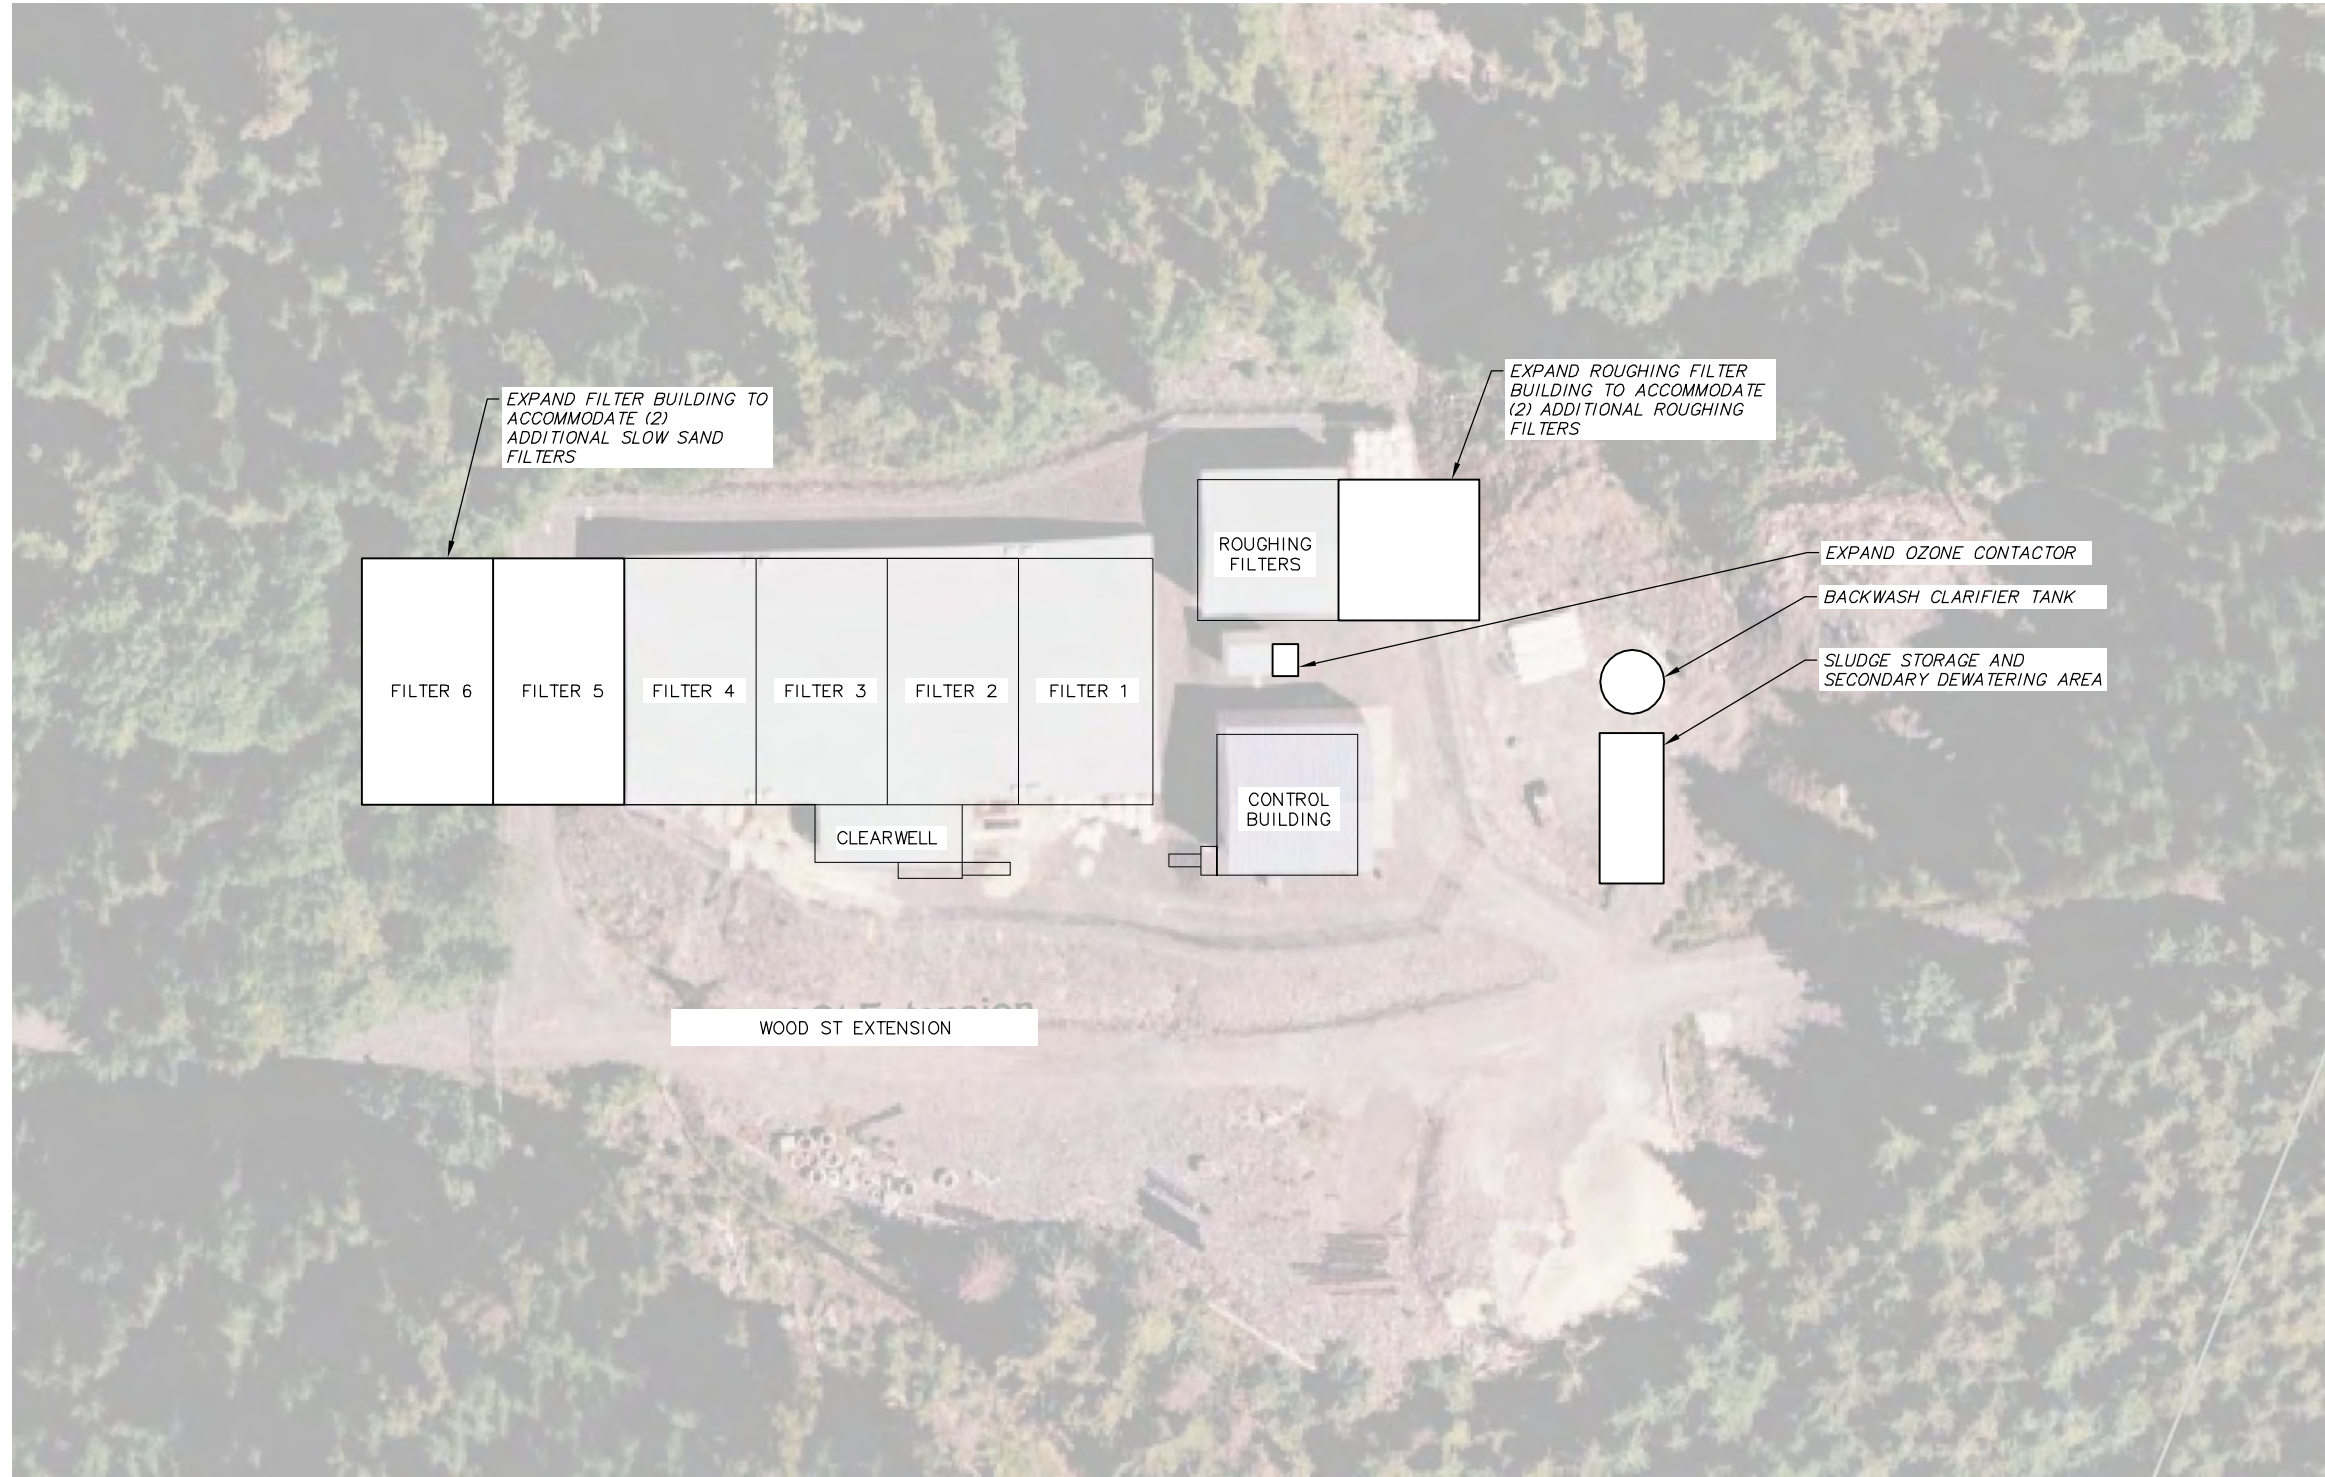 EXPAND ROUGHING FILTER
BUILDING TO ACCOMMODATE
(2) ADDITIONAL ROUGHING
FILTERS
EXPAND FILTER BUILDING TO
ACCOMMODATE (2)
ADDITIONAL SLOW SAND
FILTERS
ROUGHING
FILTERS
EXPAND OZONE CONTACTOR
BACKWASH CLARIFIER TANK
SLUDGE STORAGE AND
SECONDARY DEWATERING AREA
FILTER 6
FILTER 5
FILTER 4
FILTER 3
FILTER 2
FILTER 1
CONTROL
BUILDING
CLEARWELL
WOOD ST EXTENSION